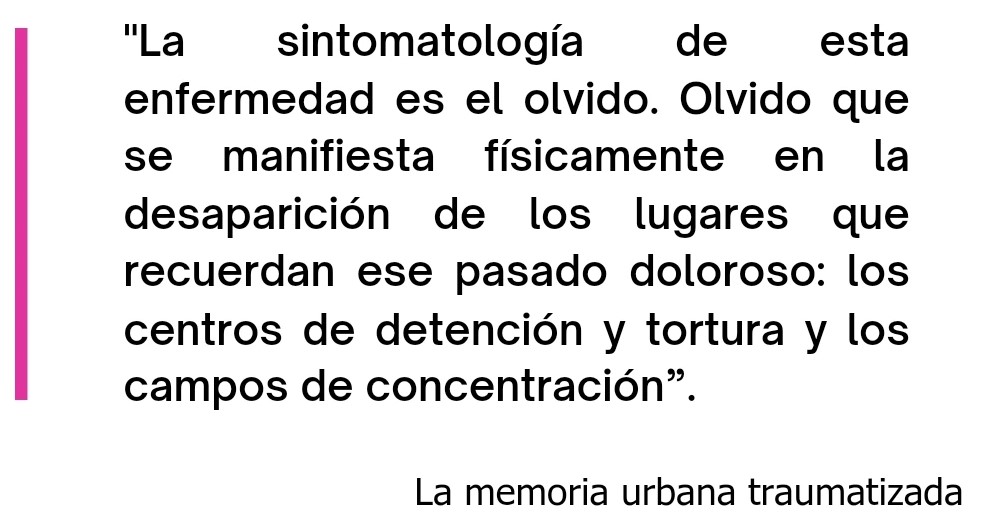 "La sintomatología de esta
enfermedad es el olvido. Olvido que
se manifiesta físicamente en la
desaparición de los lugares que
recuerdan ese pasado doloroso: los
centros de detención y tortura y los
campos de concentración”.
La memoria urbana traumatizada